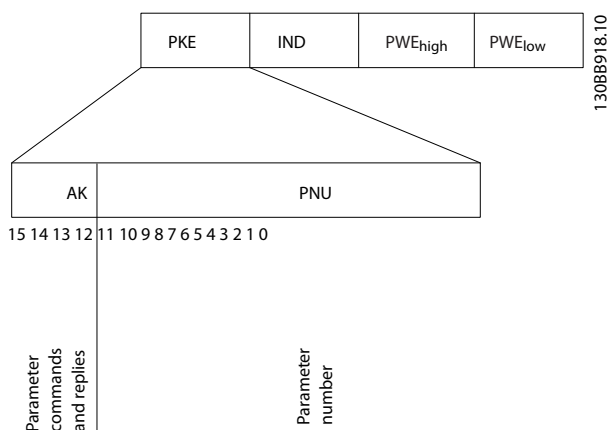 PKE IND PWEhigh PWElow
130BB918.10
AK PNU
15 14 13 12 11 10 9 8 7 6 5 4 3 2 1 0
Parameter
commands
and replies
Parameter
number